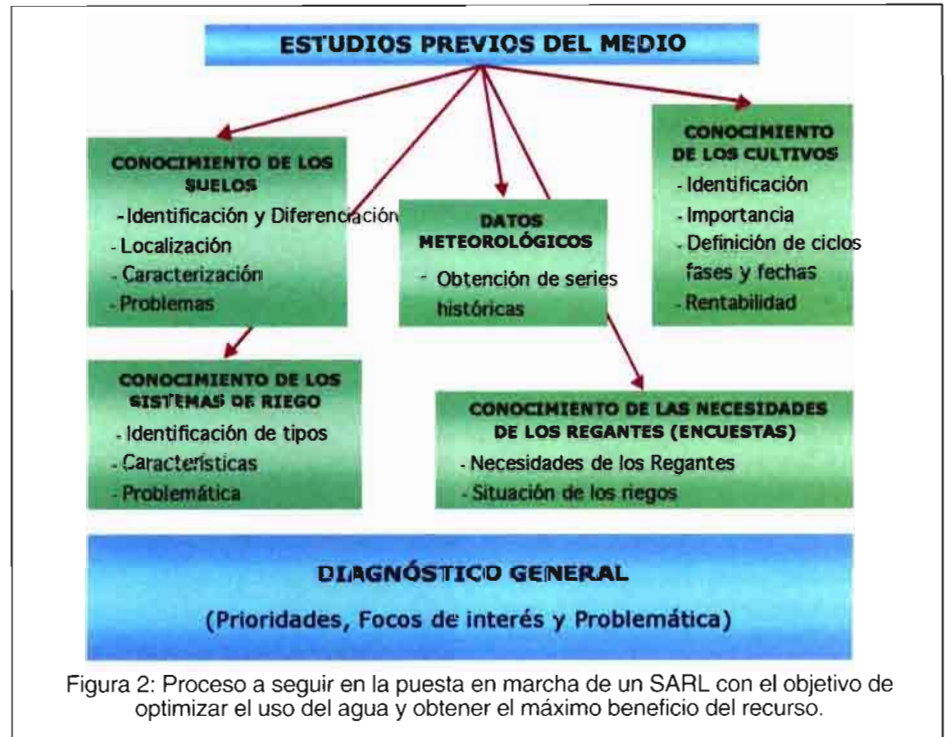 ESTUDIOS PREVIOS DEL MEDIO
CONOCIMIENTO DE LOS
SUELOS
- Identificación y Diferenciación
- Localización
- Caracterización
- Problemas
DATOS
METEOROLÓGICOS
- Obtención de series
históricas
CONOCIMIENTO
DE LOS CULTIVOS
- Identificación
- Importancia
- Definición de ciclos
fases y fechas
- Rentabilidad
CONOCIMIENTO DE LOS
SISTEMAS DE RIEGO
- Identificación de tipos
- Características
- Problemática
CONOCIMIENTO DE LAS NECESIDADES
DE LOS REGANTES (ENCUESTAS)
- Necesidades de los Regantes
- Situación de los riegos
DIAGNÓSTICO GENERAL
(Prioridades, Focos de interés y Problemática)
Figura 2: Proceso a seguir en la puesta en marcha de un SARL con el objetivo de
optimizar el uso del agua y obtener el máximo beneficio del recurso.